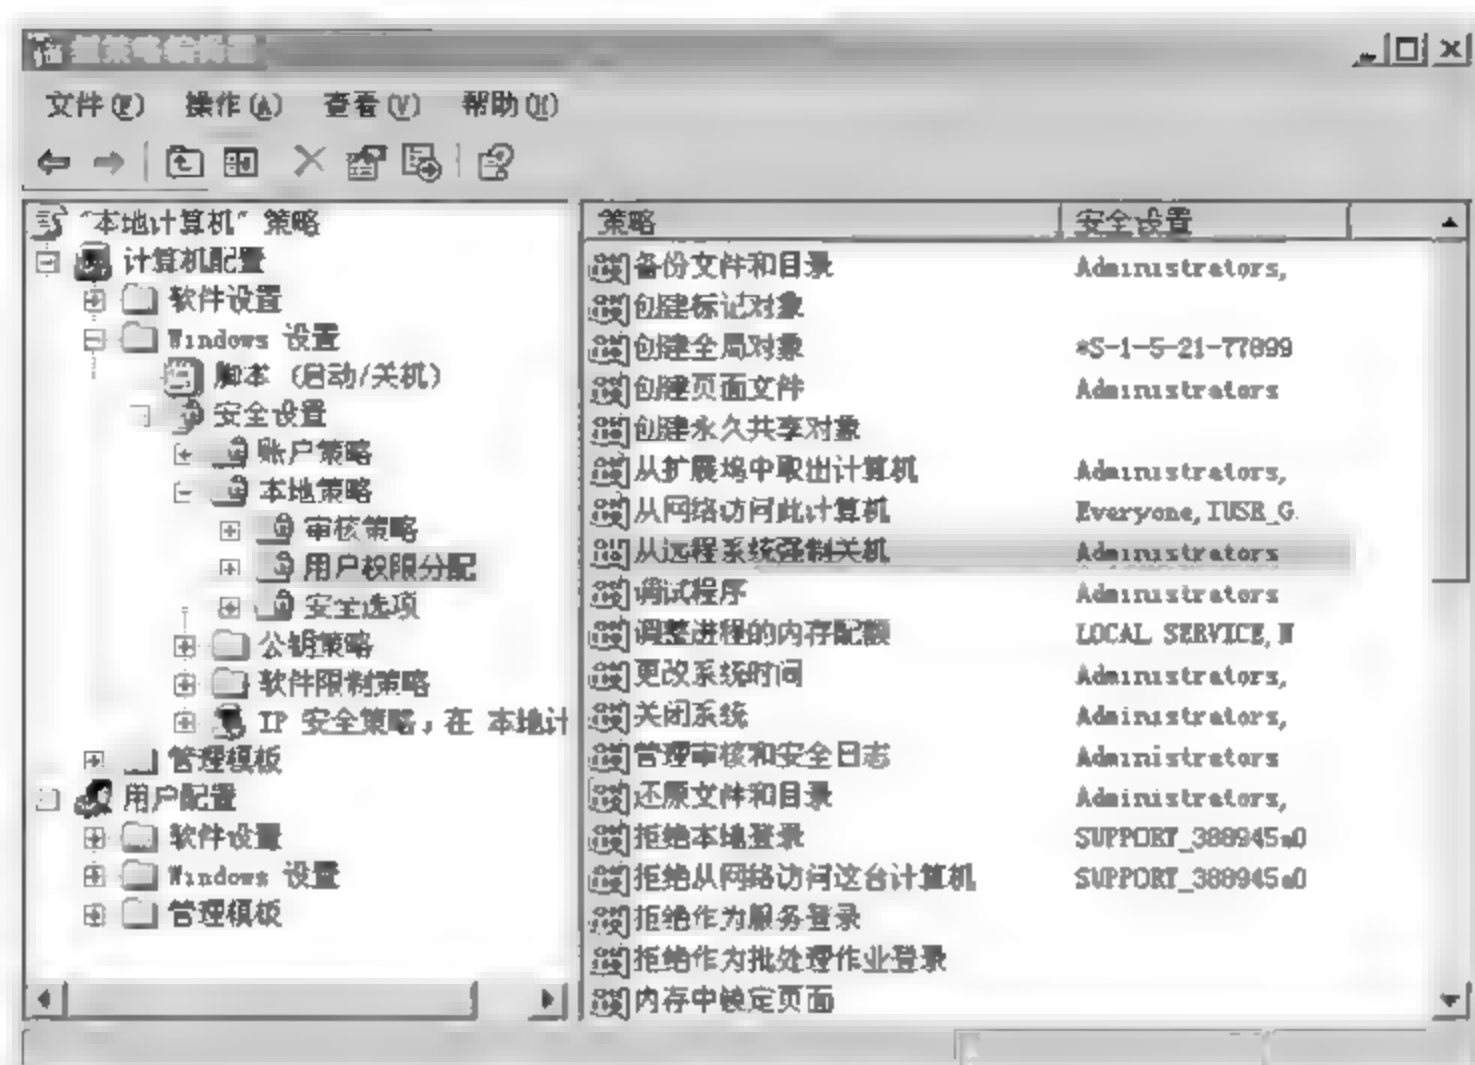 组策略编辑器
文件(F) 操作(A) 查看(V) 帮助(H)
"本地计算机" 策略
计算机配置
软件设置
Windows 设置
脚本 (启动/关机)
安全设置
账户策略
本地策略
审核策略
用户权限分配
安全选项
公钥策略
软件限制策略
IP 安全策略，在 本地计
管理模板
用户配置
软件设置
Windows 设置
管理模板
策略 安全设置
备份文件和目录 Administrators,
创建标记对象
创建全局对象 *S-1-5-21-77899
创建页面文件 Administrators
创建永久共享对象
从扩展坞中取出计算机 Administrators,
从网络访问此计算机 Everyone,IUSR_G
从远程系统强制关机 Administrators
调试程序 Administrators
调整进程的内存配额 LOCAL SERVICE,N
更改系统时间 Administrators,
关闭系统 Administrators,
管理审核和安全日志 Administrators
还原文件和目录 Administrators,
拒绝本地登录 SUPPORT_388945a0
拒绝从网络访问这台计算机 SUPPORT_388945a0
拒绝作为服务登录
拒绝作为批处理作业登录
内存中锁定页面